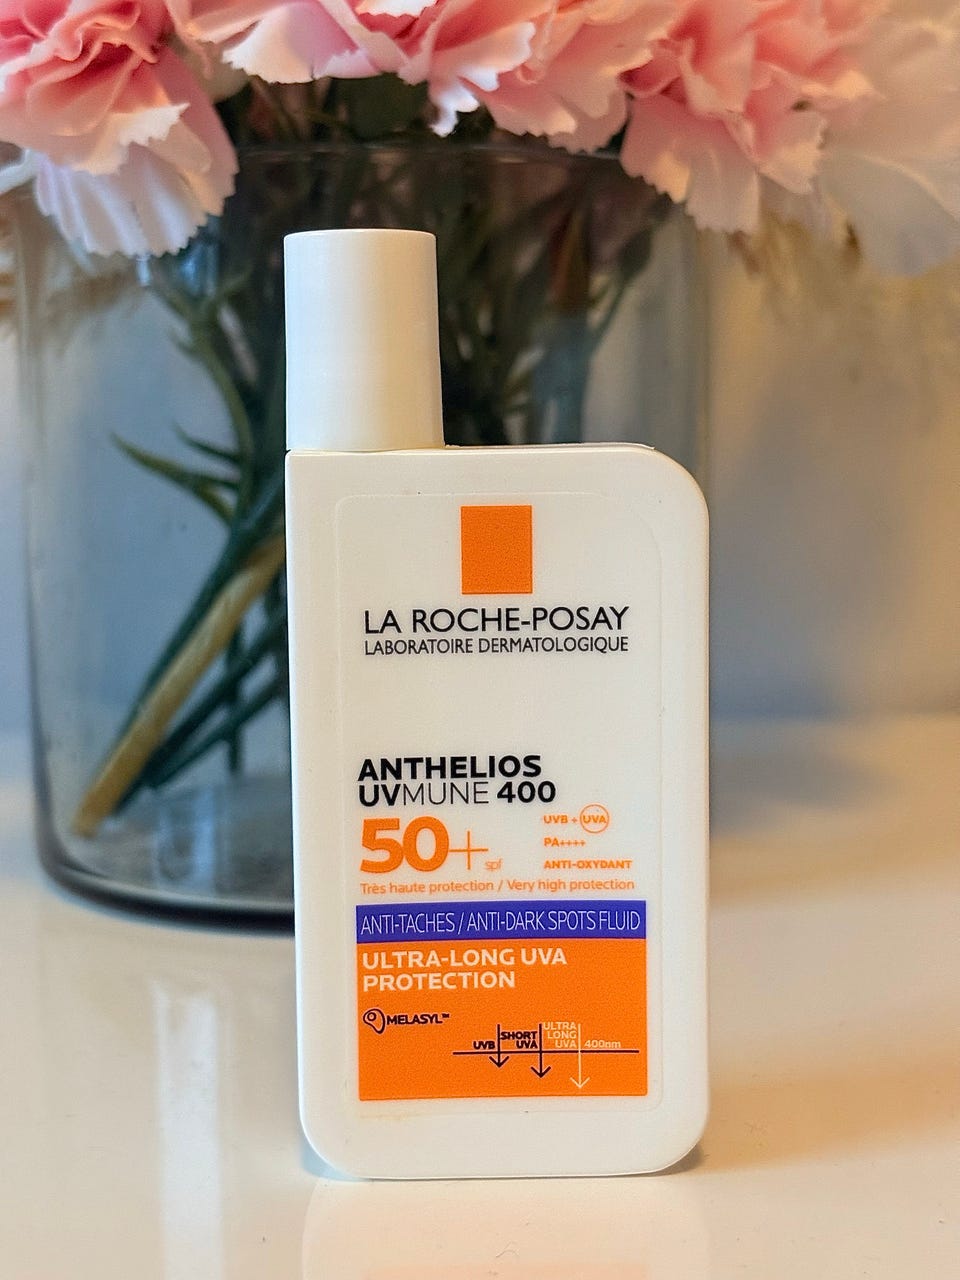 LA ROCHE-POSAY
LABORATOIRE DERMATOLOGIQUE
ANTHELIOS
UVMUNE 400
50+ spf
UVB + UVA
PA++++
ANTI-OXYDANT
Très haute protection / Very high protection
ANTI-TACHES / ANTI-DARK SPOTS FLUID
ULTRA-LONG UVA
PROTECTION
MELASYL™
UVB
SHORT
UVA
ULTRA
LONG
UVA
400nm